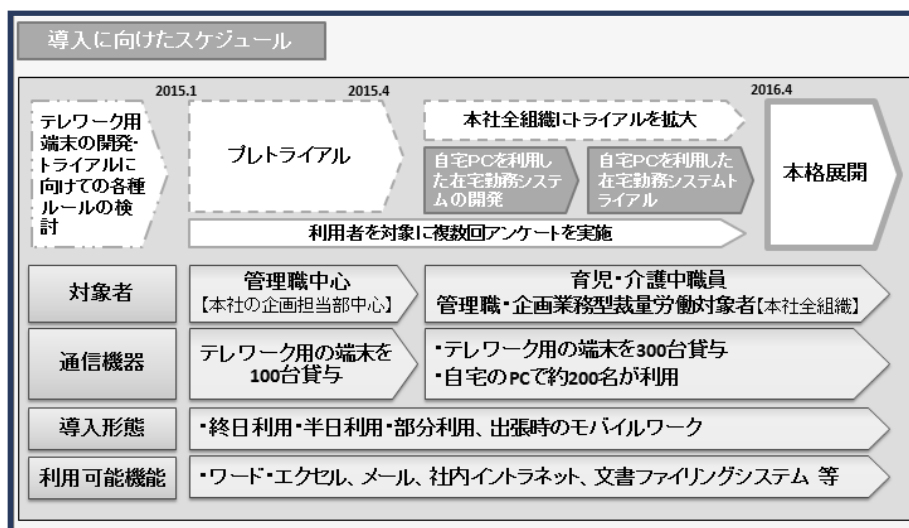 導入に向けたスケジュール
2015.1
2015.4
2016.4
テレワーク用
端末の開発・
トライアルに
向けての各種
ルールの検
討
プレトライアル
本社全組織にトライアルを拡大
自宅PCを利用し
た在宅勤務システ
ムの開発
自宅PCを利用した
在宅勤務システムト
ライアル
本格展開
利用者を対象に複数回アンケートを実施
対象者
管理職中心
【本社の企画担当部中心】
育児・介護中職員
管理職・企画業務型裁量労働対象者【本社全組織】
通信機器
テレワーク用の端末を
100台貸与
・テレワーク用の端末を300台貸与
・自宅のPCで約200名が利用
導入形態
・終日利用・半日利用・部分利用、出張時のモバイルワーク
利用可能機能
・ワード・エクセル、メール、社内イントラネット、文書ファイリングシステム 等